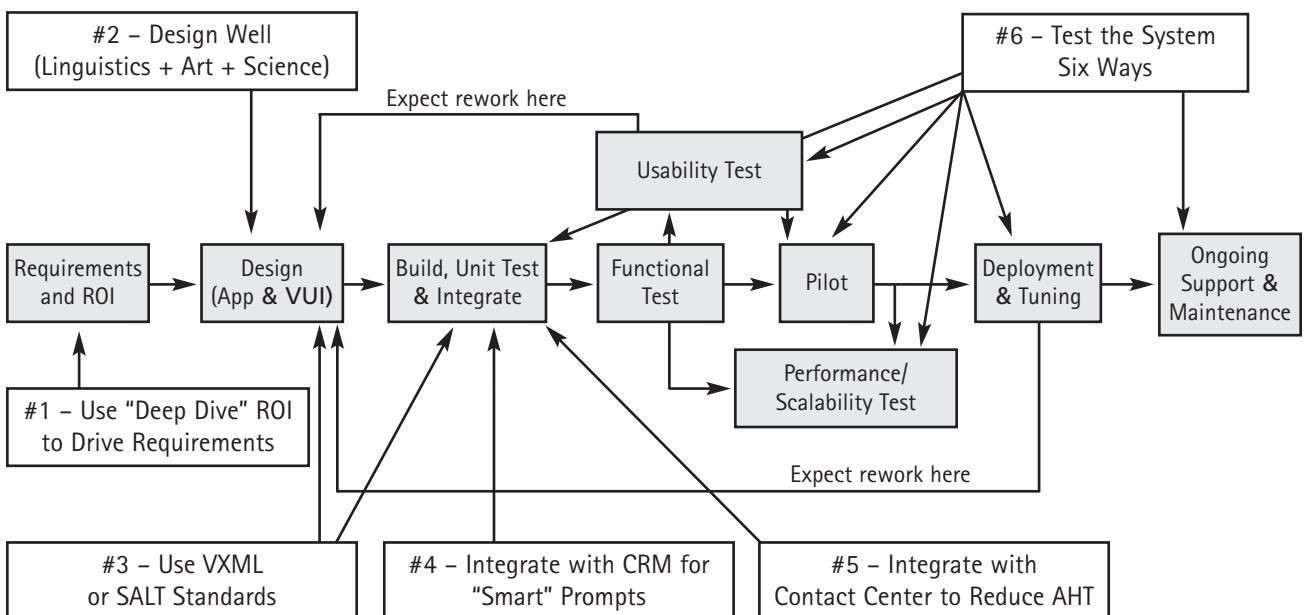 #2 – Design Well
(Linguistics + Art + Science)
#6 – Test the System
Six Ways
Expect rework here
Usability Test
Requirements
and ROI
Design
(App & VUI)
Build, Unit Test
& Integrate
Functional
Test
Pilot
Deployment
& Tuning
Ongoing
Support &
Maintenance
Performance/
Scalability Test
#1 – Use “Deep Dive” ROI
to Drive Requirements
Expect rework here
#3 – Use VXML
or SALT Standards
#4 – Integrate with CRM for
“Smart” Prompts
#5 – Integrate with
Contact Center to Reduce AHT